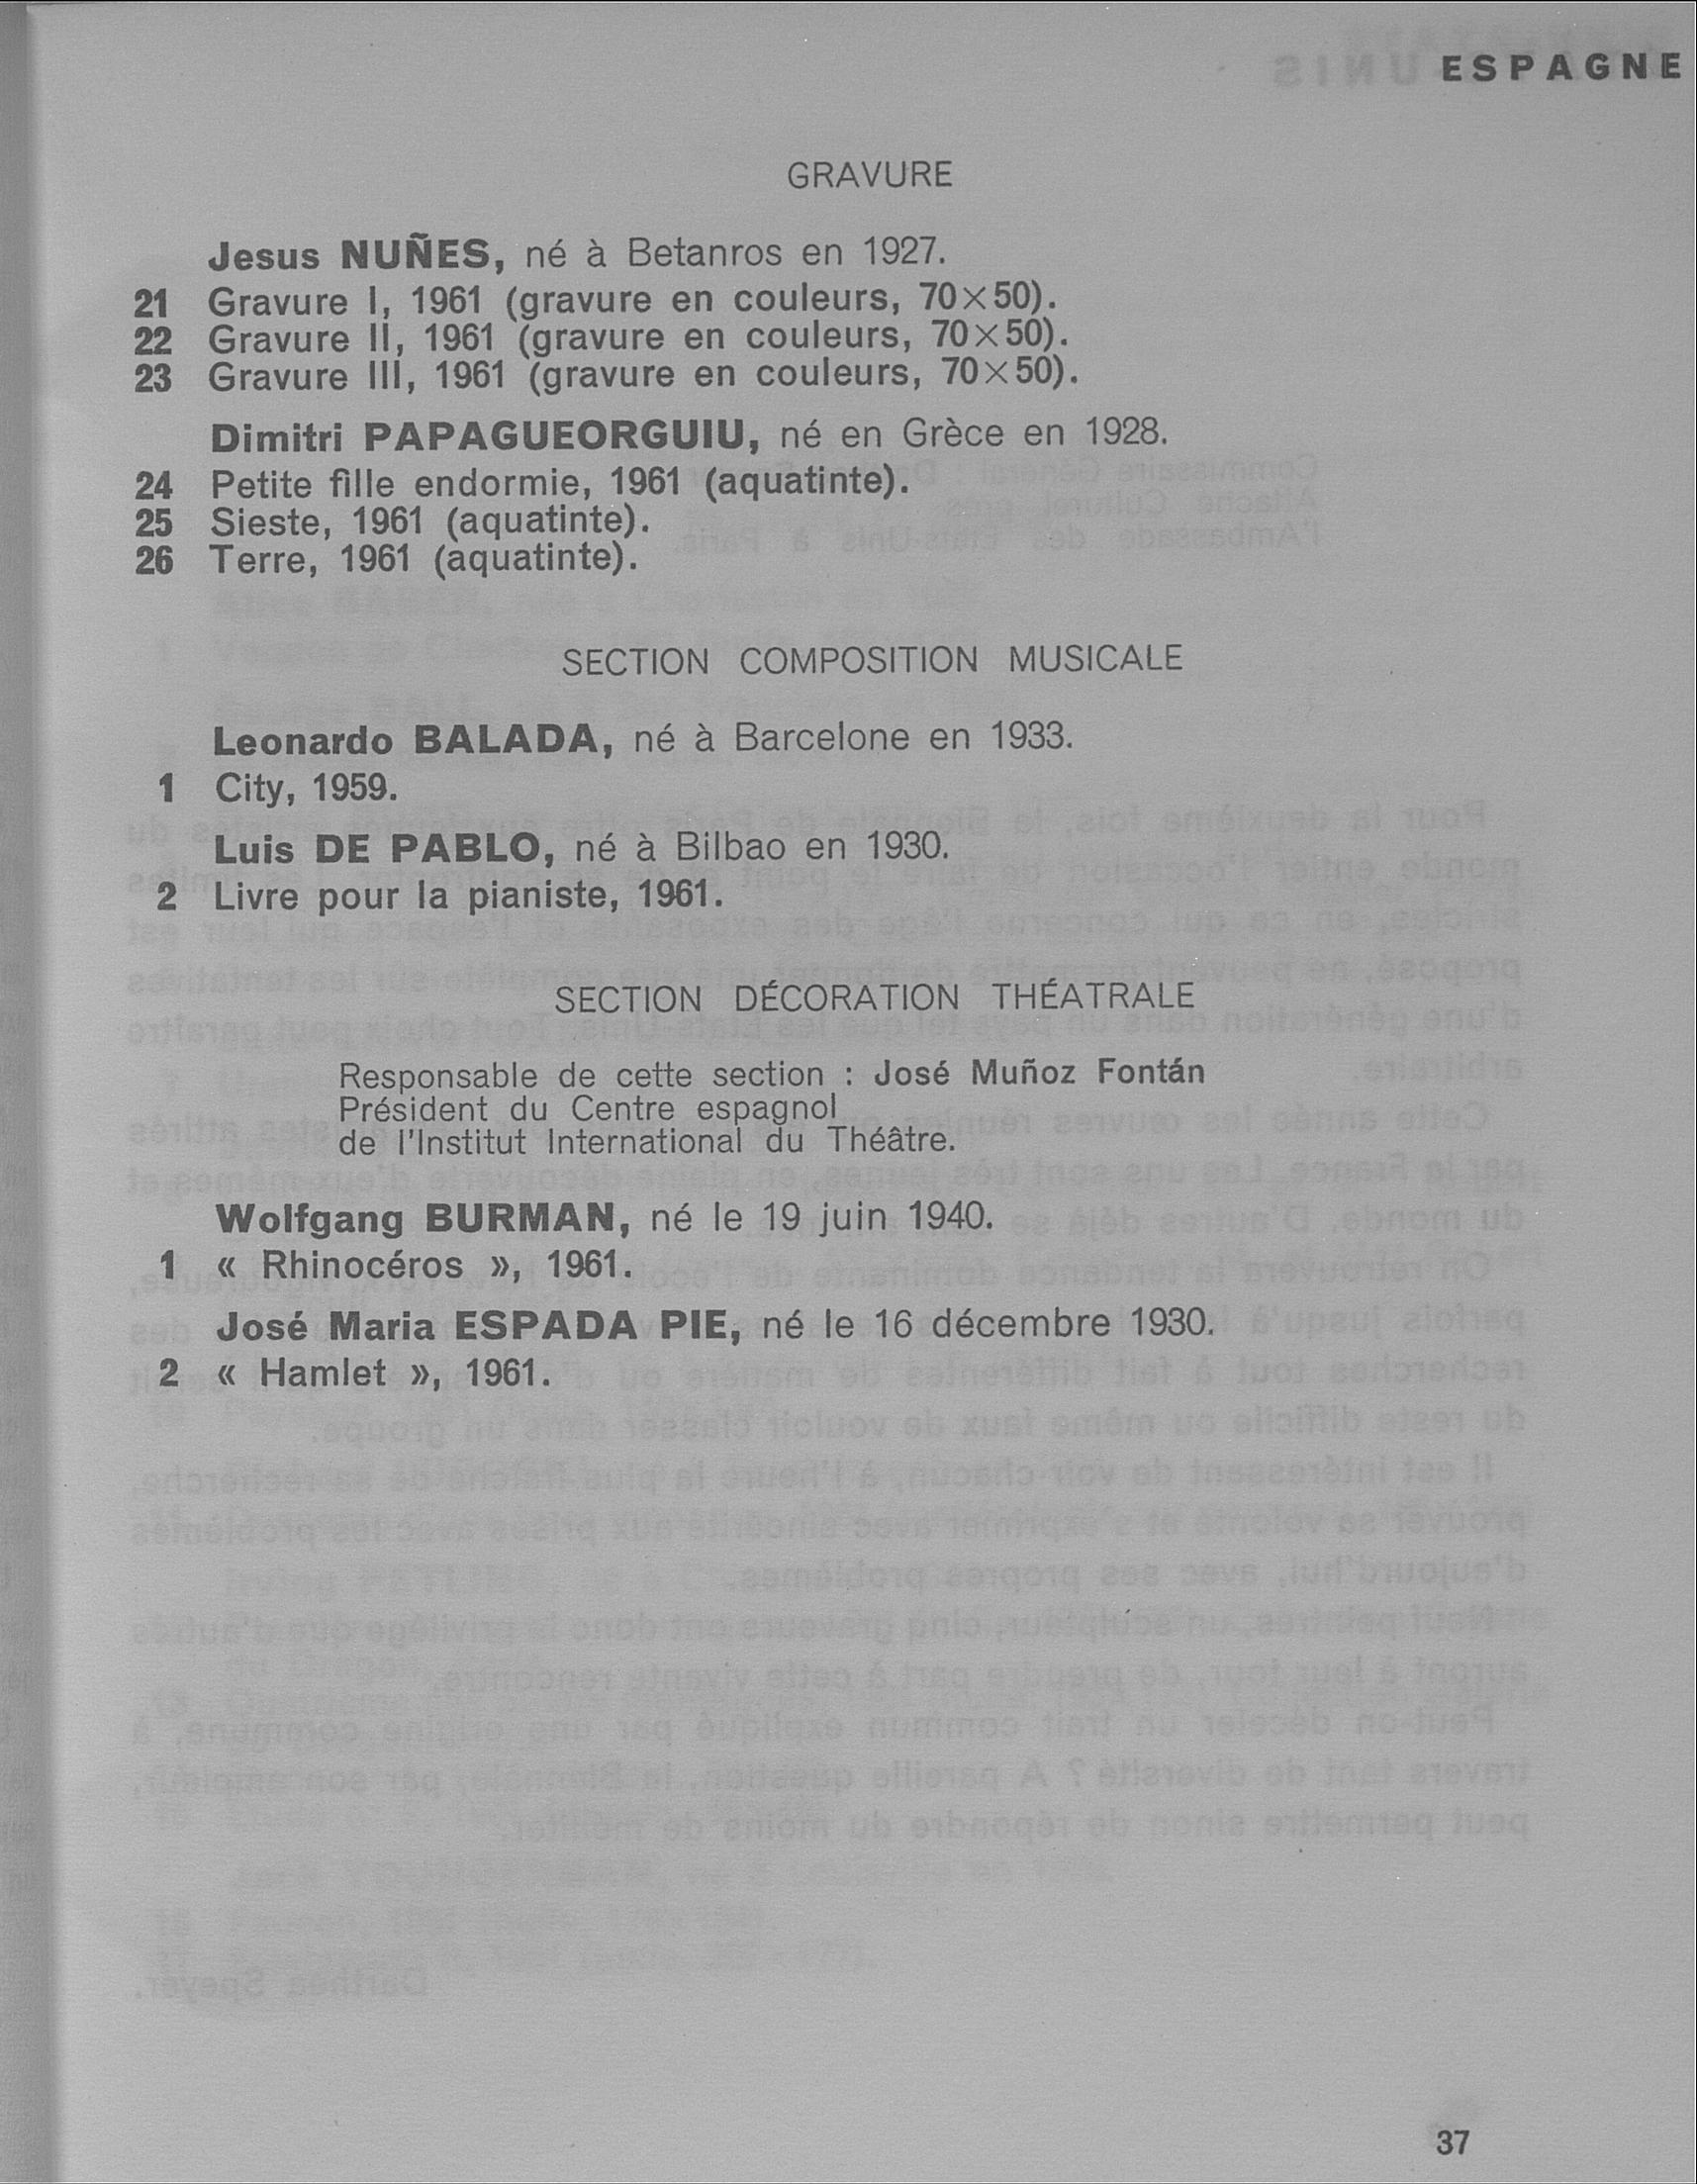 ESPAGNE
GRAVURE
Jesus NUÑES, né à Betanros en 1927.
21 Gravure I, 1961 (gravure en couleurs, 70×50).
22 Gravure II, 1961 (gravure en couleurs, 70×50).
23 Gravure III, 1961 (gravure en couleurs, 70×50).
Dimitri PAPAGUEORGUIU, né en Grèce en 1928.
24 Petite fille endormie, 1961 (aquatinte).
25 Sieste, 1961 (aquatinte).
26 Terre, 1961 (aquatinte).
SECTION COMPOSITION MUSICALE
Leonardo BALADA, né à Barcelone en 1933.
1 City, 1959.
Luis DE PABLO, né à Bilbao en 1930.
2 Livre pour la pianiste, 1961.
SECTION DÉCORATION THÉATRALE
Responsable de cette section : José Muñoz Fontán
Président du Centre espagnol
de l'Institut International du Théâtre.
Wolfgang BURMAN, né le 19 juin 1940.
1 « Rhinocéros », 1961.
José Maria ESPADA PIE, né le 16 décembre 1930.
2 « Hamlet », 1961.
37